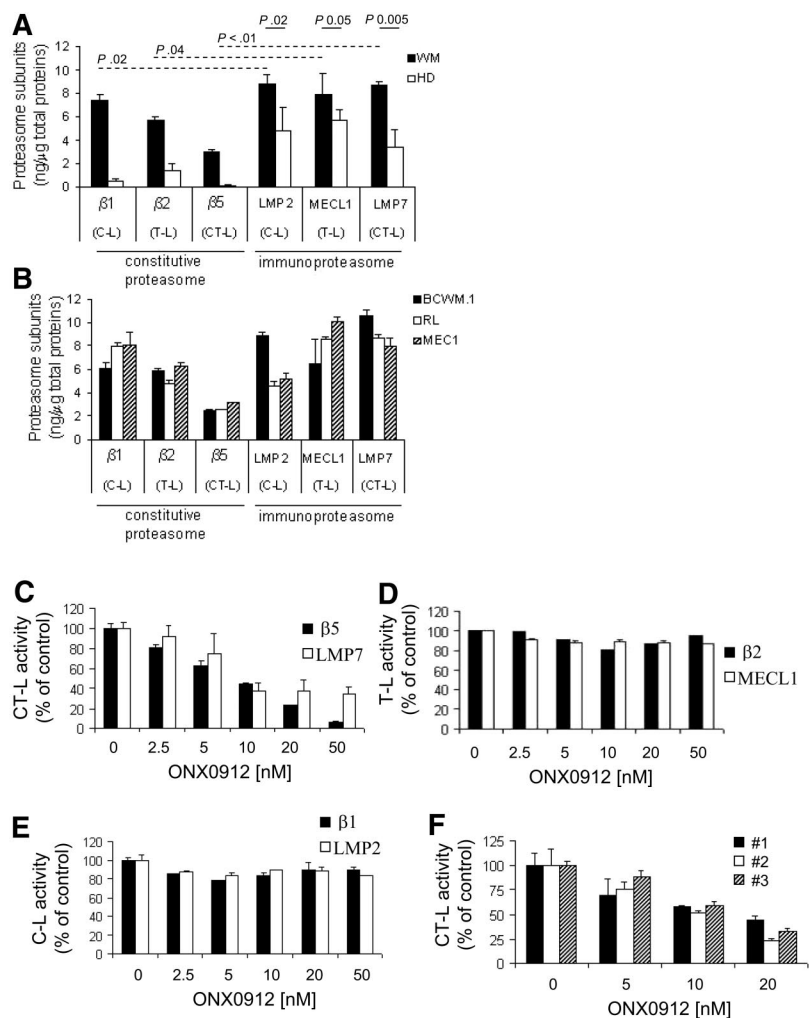 A
P .02 P 0.05 P 0.005
P < .01
P .04
P .02
WM
HD
Proteasome subunits
(ng/µg total proteins)
12
10
8
6
4
2
0
β1 β2 β5 LMP2 MECL1 LMP7
(C-L) (T-L) (CT-L) (C-L) (T-L) (CT-L)
constitutive immunoproteasome
proteasome
B
BCWM.1
RL
MEC1
Proteasome subunits
(ng/µg total proteins)
12
10
8
6
4
2
0
β1 β2 β5 LMP2 MECL1 LMP7
(C-L) (T-L) (CT-L) (C-L) (T-L) (CT-L)
constitutive immunoproteasome
proteasome
C
CT-L activity
(% of control)
120
100
80
60
40
20
0
β5
LMP7
0 2.5 5 10 20 50
ONX0912 [nM]
D
T-L activity
(% of control)
120
100
80
60
40
20
0
β2
MECL1
0 2.5 5 10 20 50
ONX0912 [nM]
E
C-L activity
(% of control)
120
100
80
60
40
20
0
β1
LMP2
0 2.5 5 10 20 50
ONX0912 [nM]
F
CT-L activity
(% of control)
125
100
75
50
25
0
#1
#2
#3
0 5 10 20
ONX0912 [nM]